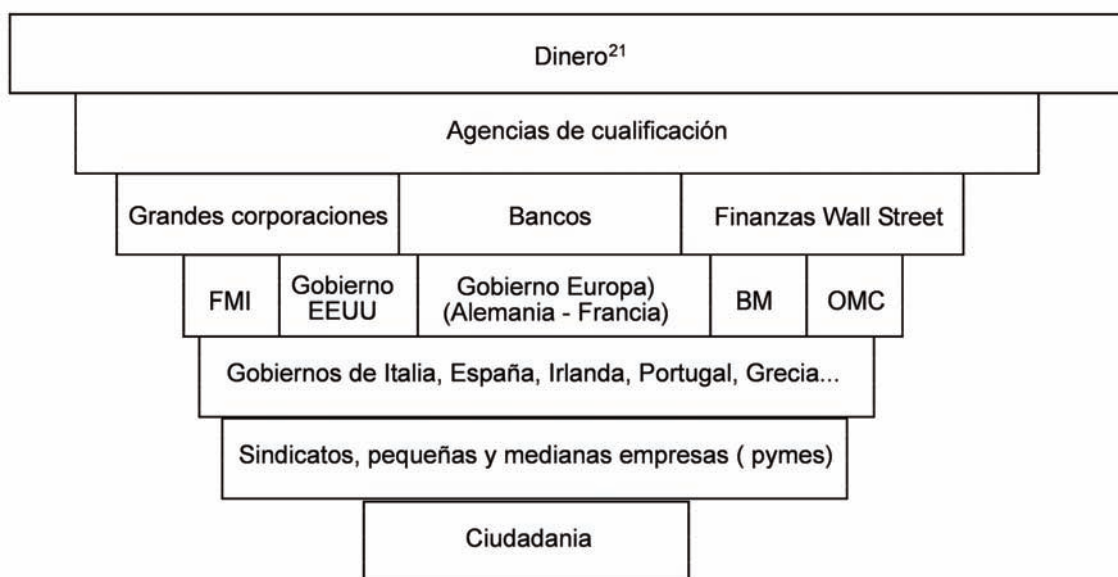 Dinero²¹
Agencias de cualificación
Grandes corporaciones
Bancos
Finanzas Wall Street
FMI
Gobierno
EEUU
Gobierno Europa)
(Alemania - Francia)
BM
OMC
Gobiernos de Italia, España, Irlanda, Portugal, Grecia...
Sindicatos, pequeñas y medianas empresas ( pymes)
Ciudadania